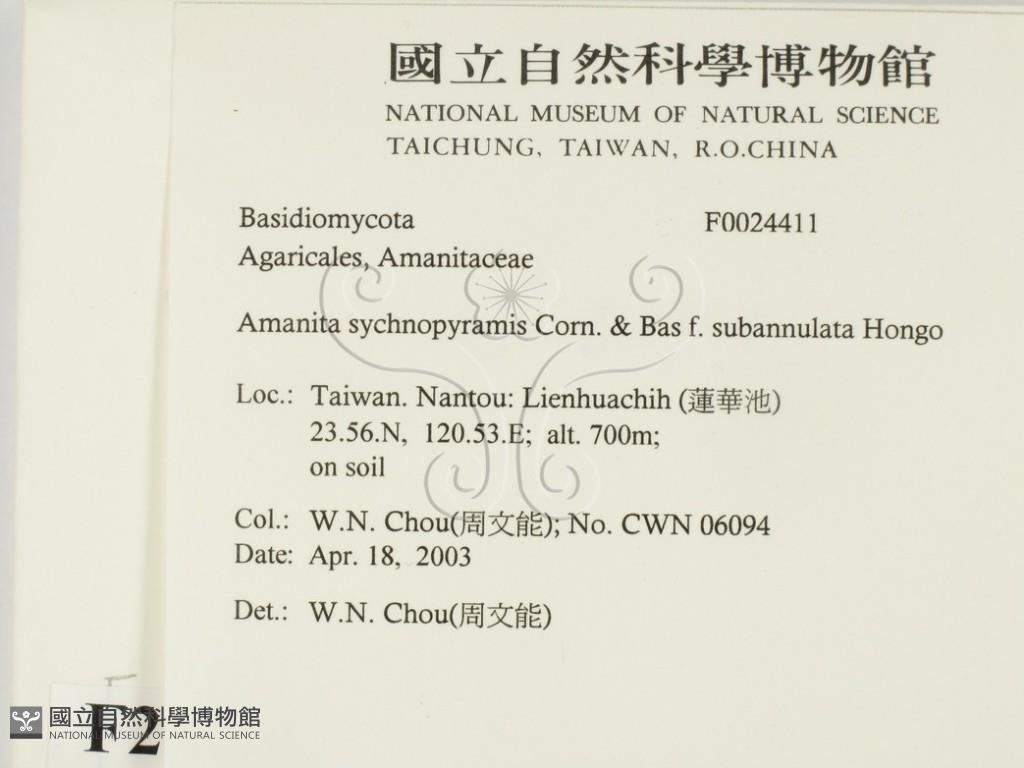 國立自然科學博物館
NATIONAL MUSEUM OF NATURAL SCIENCE
TAICHUNG, TAIWAN, R.O.CHINA
Basidiomycota F0024411
Agaricales, Amanitaceae
Amanita sychnopyramis Corn. & Bas f. subannulata Hongo
Loc.: Taiwan. Nantou: Lienhuachih (蓮華池)
23.56.N, 120.53.E; alt. 700m;
on soil
Col.: W.N. Chou(周文能); No. CWN 06094
Date: Apr. 18, 2003
Det.: W.N. Chou(周文能)
F2
國立自然科學博物館
NATIONAL MUSEUM OF NATURAL SCIENCE